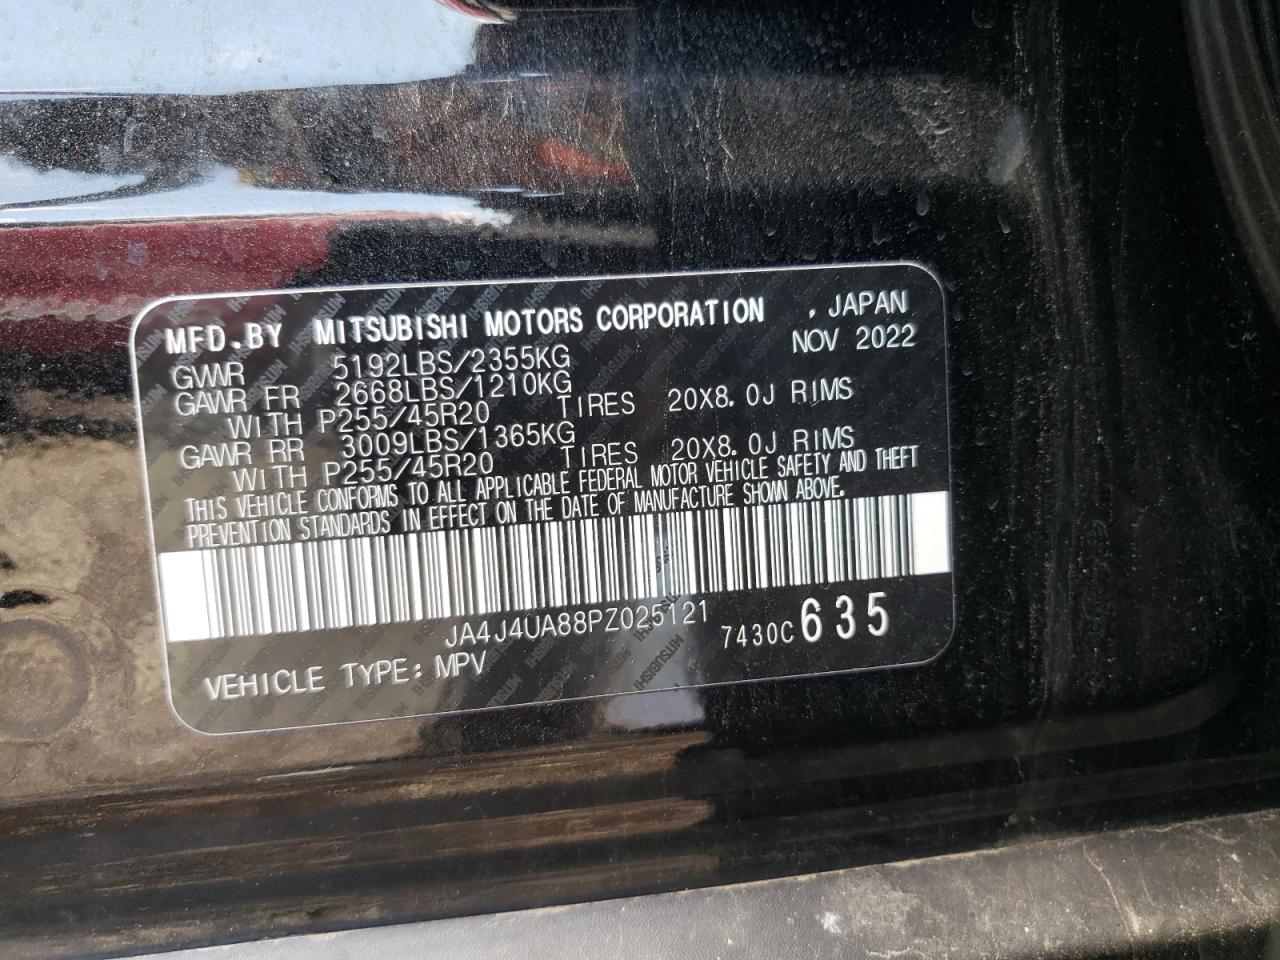 MFD.BY MITSUBISHI MOTORS CORPORATION , JAPAN
NOV 2022
GVWR 5192LBS/2355KG
GAWR FR 2668LBS/1210KG
WITH P255/45R20 TIRES 20X8.0J RIMS
GAWR RR 3009LBS/1365KG
WITH P255/45R20 TIRES 20X8.0J RIMS
THIS VEHICLE CONFORMS TO ALL APPLICABLE FEDERAL MOTOR VEHICLE SAFETY AND THEFT
PREVENTION STANDARDS IN EFFECT ON THE DATE OF MANUFACTURE SHOWN ABOVE.
JA4J4UA88PZ025121 7430C635
VEHICLE TYPE: MPV